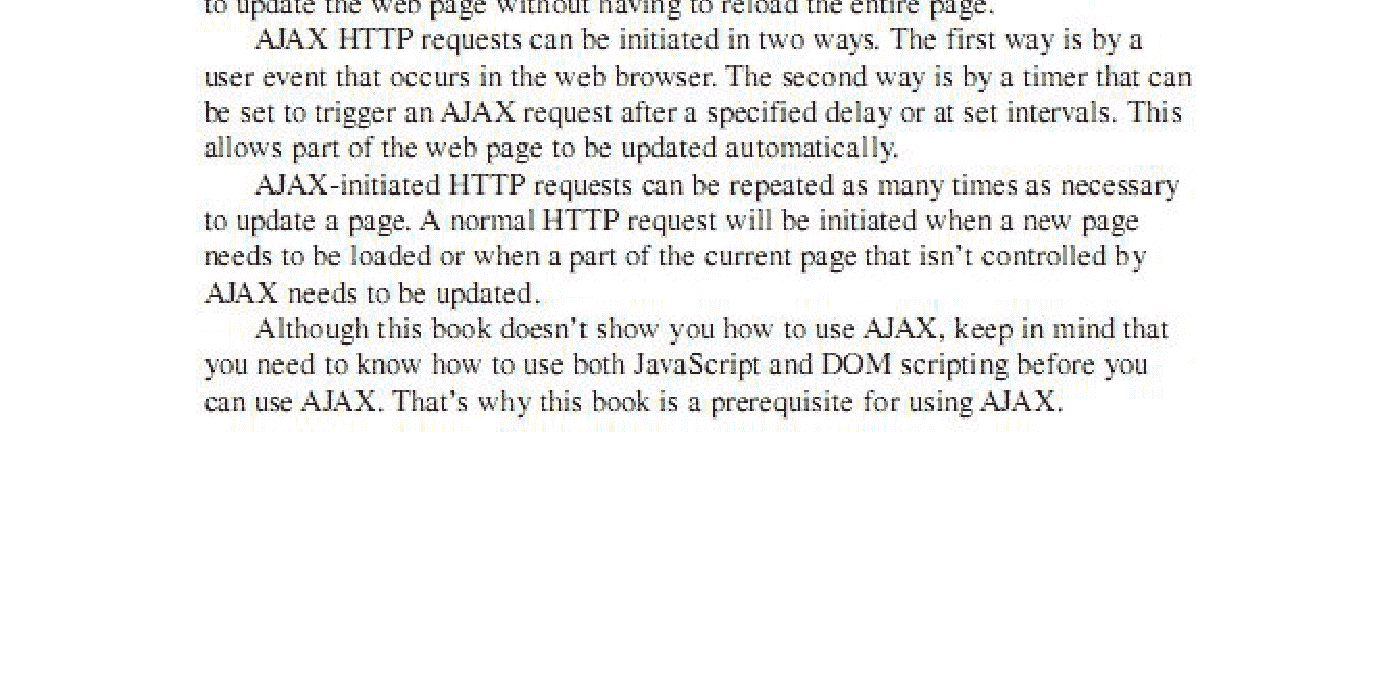 to update the web page without having to reload the entire page.
AJAX HTTP requests can be initiated in two ways. The first way is by a
user event that occurs in the web browser. The second way is by a timer that can
be set to trigger an AJAX request after a specified delay or at set intervals. This
allows part of the web page to be updated automatically.
AJAX-initiated HTTP requests can be repeated as many times as necessary
to update a page. A normal HTTP request will be initiated when a new page
needs to be loaded or when a part of the current page that isn't controlled by
AJAX needs to be updated.
Although this book doesn't show you how to use AJAX, keep in mind that
you need to know how to use both JavaScript and DOM scripting before you
can use AJAX. That's why this book is a prerequisite for using AJAX.